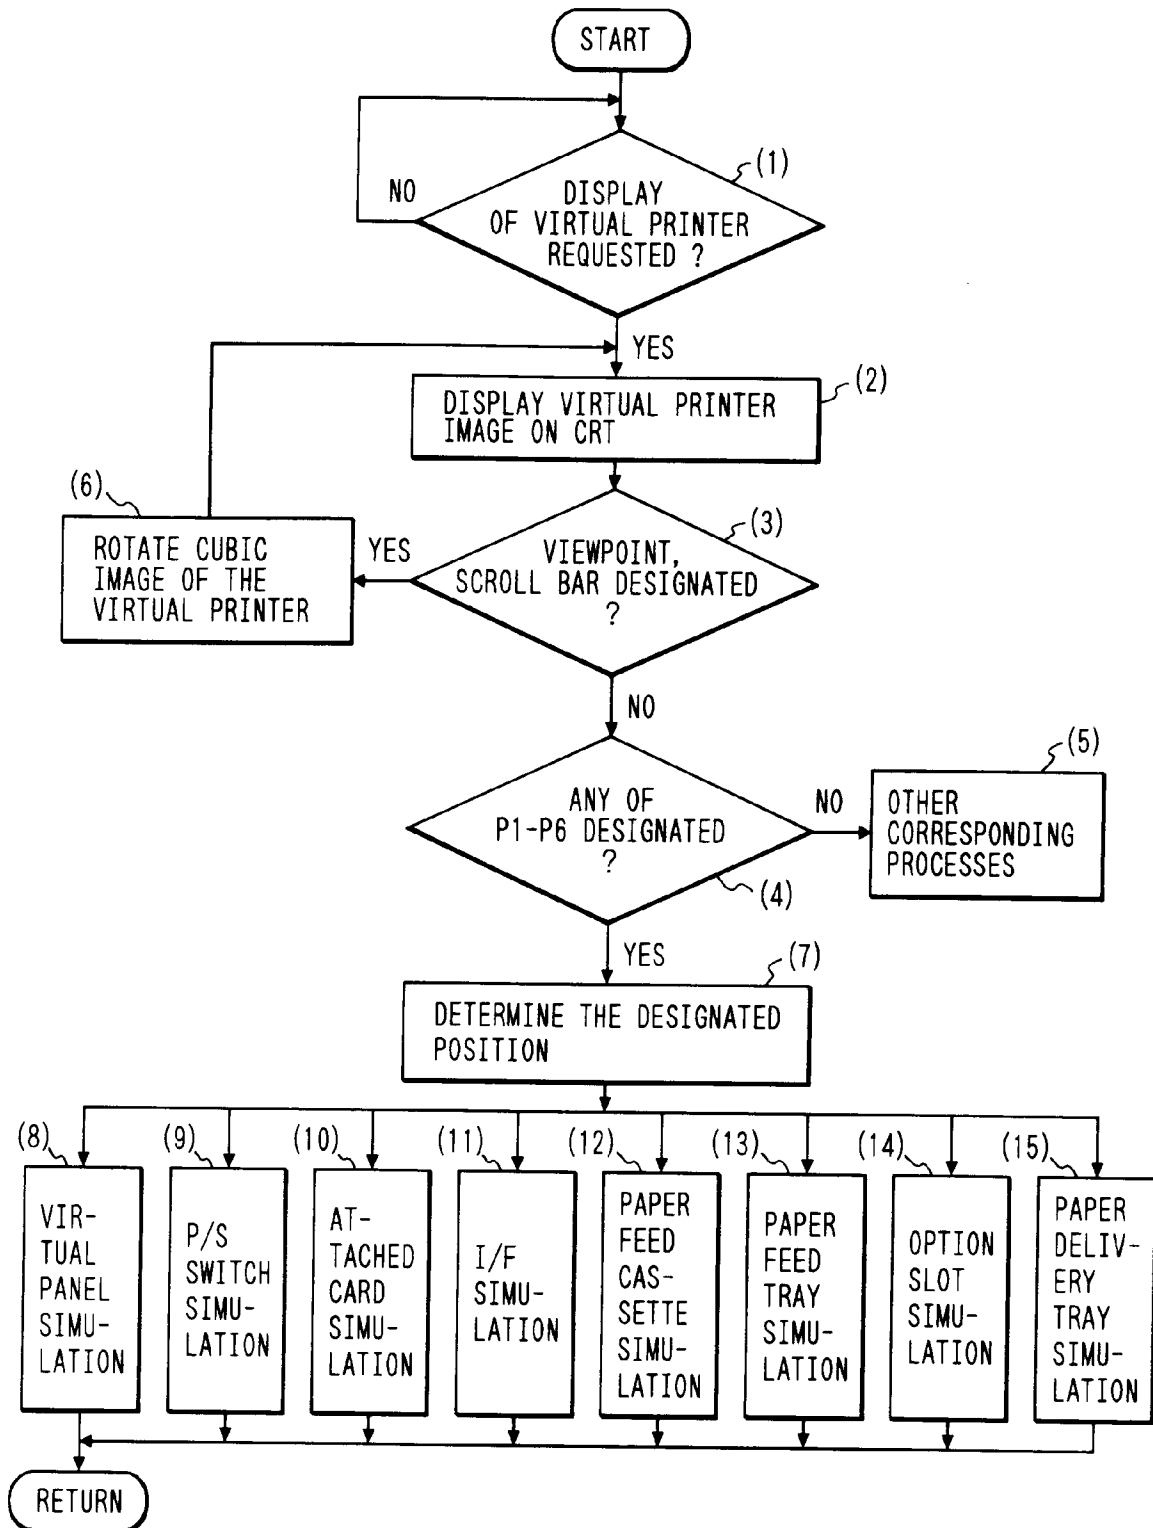 START
(1)
NO
DISPLAY
OF VIRTUAL PRINTER
REQUESTED ?
YES
(2)
DISPLAY VIRTUAL PRINTER
IMAGE ON CRT
(6)
ROTATE CUBIC
IMAGE OF THE
VIRTUAL PRINTER
YES
(3)
VIEWPOINT,
SCROLL BAR DESIGNATED
?
NO
(5)
ANY OF
P1-P6 DESIGNATED
?
NO
OTHER
CORRESPONDING
PROCESSES
(4)
YES
(7)
DETERMINE THE DESIGNATED
POSITION
(8)
VIR-
TUAL
PANEL
SIMU-
LATION
(9)
P/S
SWITCH
SIMU-
LATION
(10)
AT-
TACHED
CARD
SIMU-
LATION
(11)
I/F
SIMU-
LATION
(12)
PAPER
FEED
CAS-
SETTE
SIMU-
LATION
(13)
PAPER
FEED
TRAY
SIMU-
LATION
(14)
OPTION
SLOT
SIMU-
LATION
(15)
PAPER
DELIV-
ERY
TRAY
SIMU-
LATION
RETURN